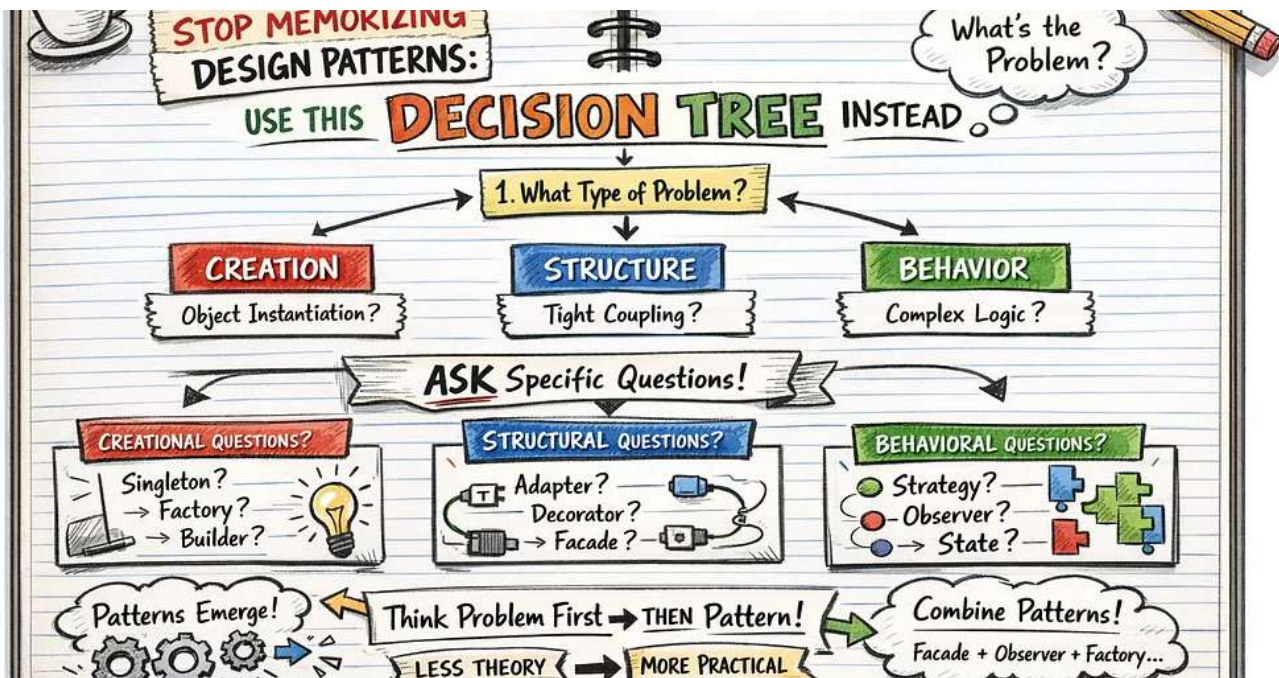 STOP MEMORIZING
DESIGN PATTERNS:
What's the
Problem?
USE THIS DECISION TREE INSTEAD
1. What Type of Problem?
CREATION
Object Instantiation?
STRUCTURE
Tight Coupling?
BEHAVIOR
Complex Logic?
ASK Specific Questions!
CREATIONAL QUESTIONS?
Singleton?
→ Factory?
→ Builder?
STRUCTURAL QUESTIONS?
T
Adapter?
Decorator?
→ Facade?
BEHAVIORAL QUESTIONS?
Strategy?
Observer?
→ State?
Patterns Emerge!
Think Problem First → THEN Pattern!
LESS THEORY → MORE PRACTICAL
Combine Patterns!
Facade + Observer + Factory...